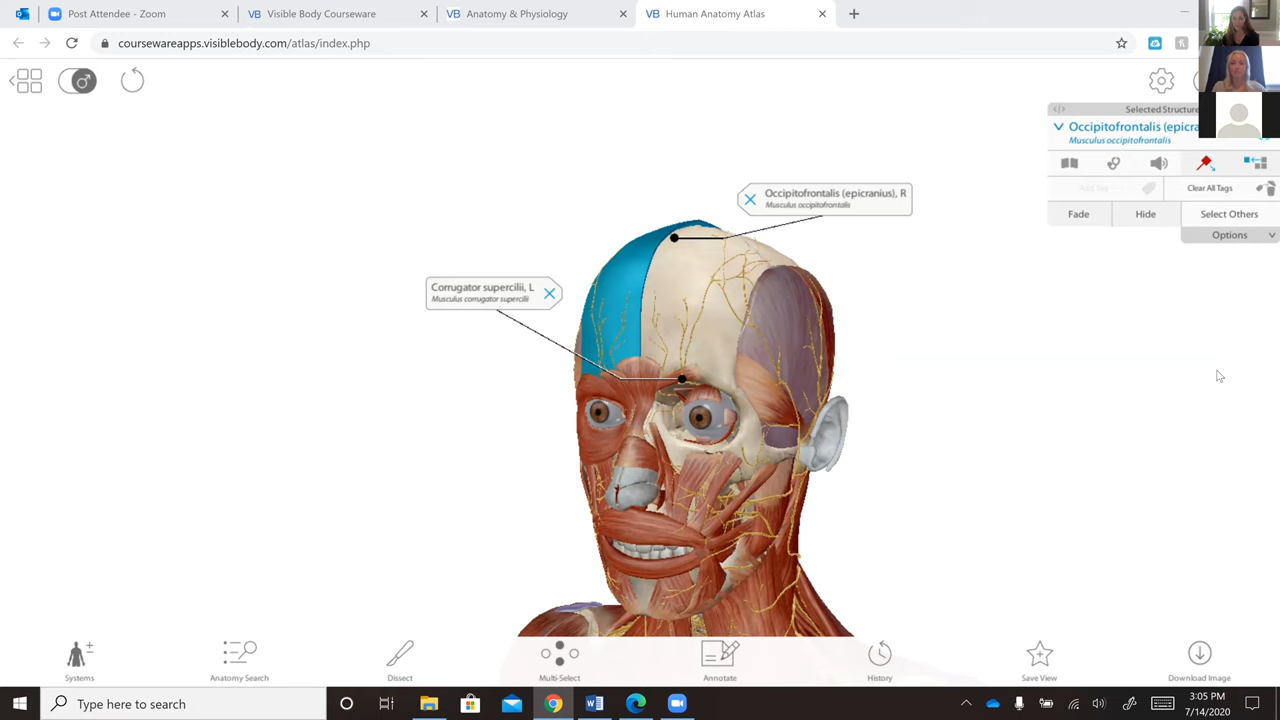 Post Attendee - Zoom
Visible Body Courseware
Anatomy & Physiology
Human Anatomy Atlas
coursewareapps.visiblebody.com/atlas/index.php
Selected Structure
Occipitofrontalis (epicra
Musculus occipitofrontalis
Add Tag
Clear All Tags
Fade
Hide
Select Others
Options
Occipitofrontalis (epicranius), R
Musculus occipitofrontalis
Corrugator supercilii, L
Musculus corrugator supercilii
Systems
Anatomy Search
Dissect
Multi-Select
Annotate
History
Save View
Download Image
Type here to search
3:05 PM
7/14/2020